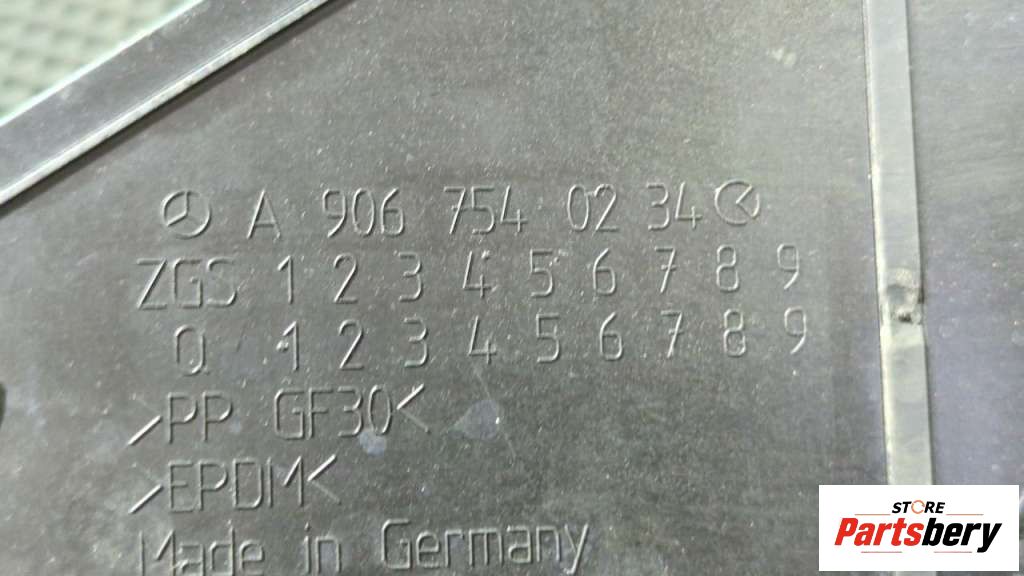 A 906 754 02 34
ZGS 1 2 3 4 5 6 7 8 9
Q 1 2 3 4 5 6 7 8 9
>PP GF30<
>EPDM<
Made in Germany
STORE
Partsbery